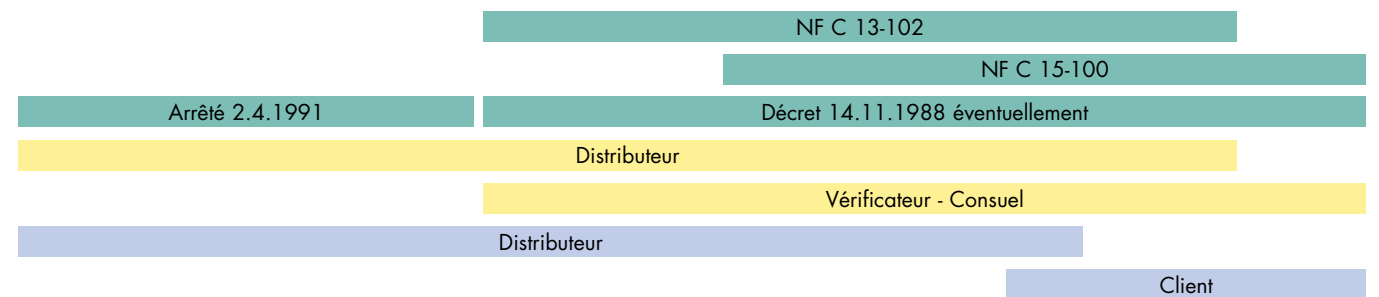 NF C 13-102
NF C 15-100
Arrêté 2.4.1991
Décret 14.11.1988 éventuellement
Distributeur
Vérificateur - Consuel
Distributeur
Client